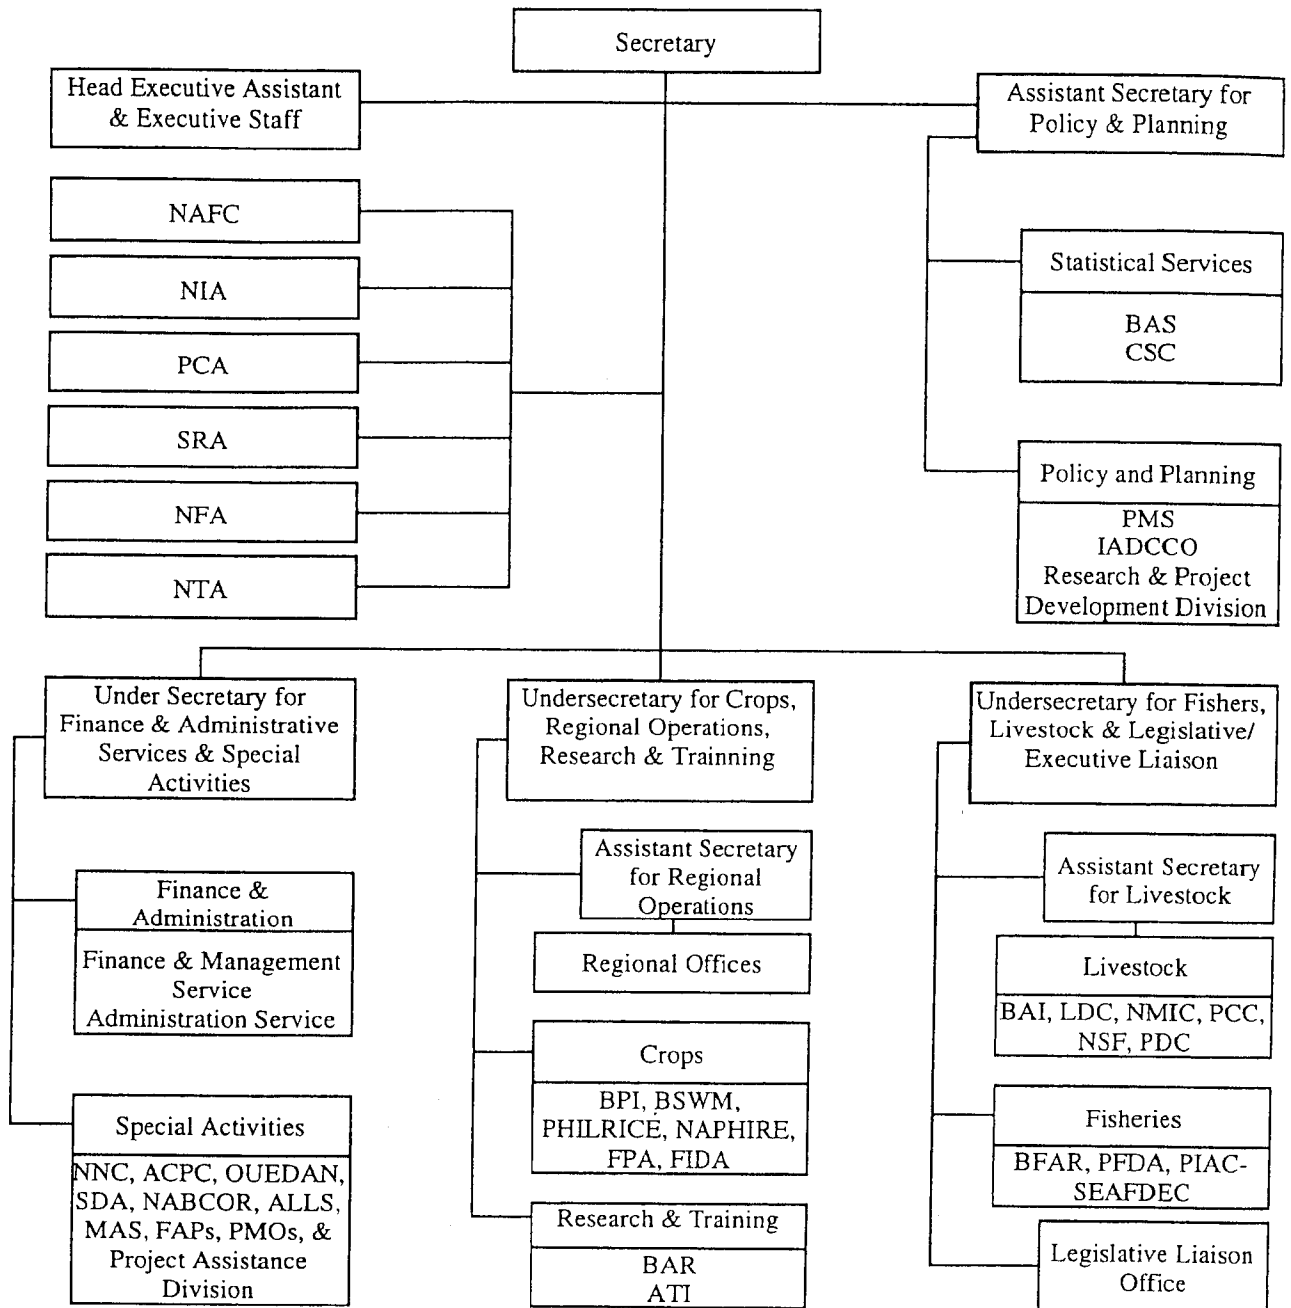 Secretary
Head Executive Assistant
& Executive Staff
Assistant Secretary for
Policy & Planning
NAFC
NIA
PCA
SRA
NFA
NTA
Statistical Services
BAS
CSC
Policy and Planning
PMS
IADCCO
Research & Project
Development Division
Under Secretary for
Finance & Administrative
Services & Special
Activities
Finance &
Administration
Finance & Management
Service
Administration Service
Special Activities
NNC, ACPC, OUEDAN,
SDA, NABCOR, ALLS,
MAS, FAPs, PMOs, &
Project Assistance
Division
Undersecretary for Crops,
Regional Operations,
Research & Trainning
Assistant Secretary
for Regional
Operations
Regional Offices
Crops
BPI, BSWM,
PHILRICE, NAPHIRE,
FPA, FIDA
Research & Training
BAR
ATI
Undersecretary for Fishers,
Livestock & Legislative/
Executive Liaison
Assistant Secretary
for Livestock
Livestock
BAI, LDC, NMIC, PCC,
NSF, PDC
Fisheries
BFAR, PFDA, PIAC-
SEAFDEC
Legislative Liaison
Office